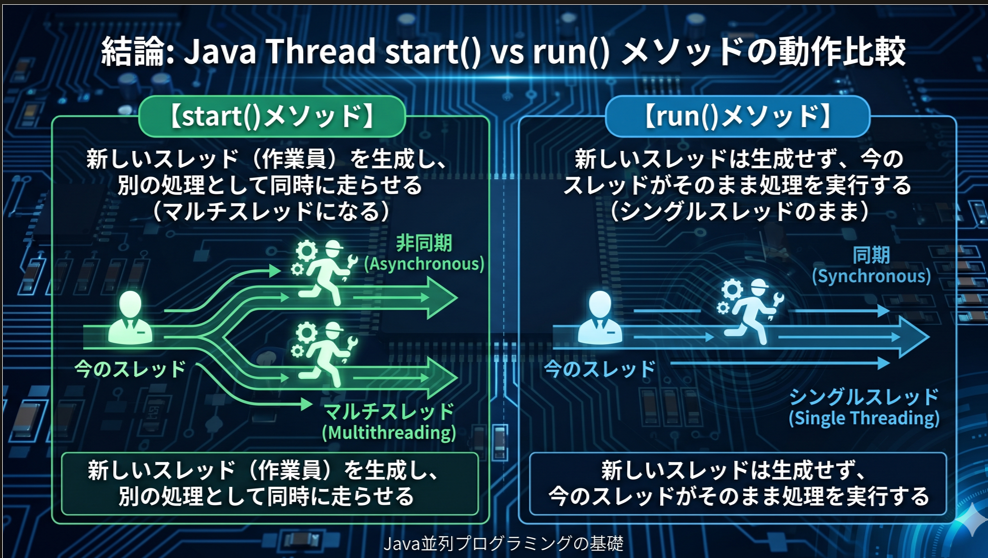 結論: Java Thread start() vs run() メソッドの動作比較
【start()メソッド】
新しいスレッド（作業員）を生成し、
別の処理として同時に走らせる
（マルチスレッドになる）
非同期
(Asynchronous)
今のスレッド
マルチスレッド
(Multithreading)
新しいスレッド（作業員）を生成し、
別の処理として同時に走らせる
【run()メソッド】
新しいスレッドは生成せず、今の
スレッドがそのまま処理を実行する
（シングルスレッドのまま）
同期
(Synchronous)
今のスレッド
シングルスレッド
(Single Threading)
新しいスレッドは生成せず、
今のスレッドがそのまま処理を実行する
Java並列プログラミングの基礎